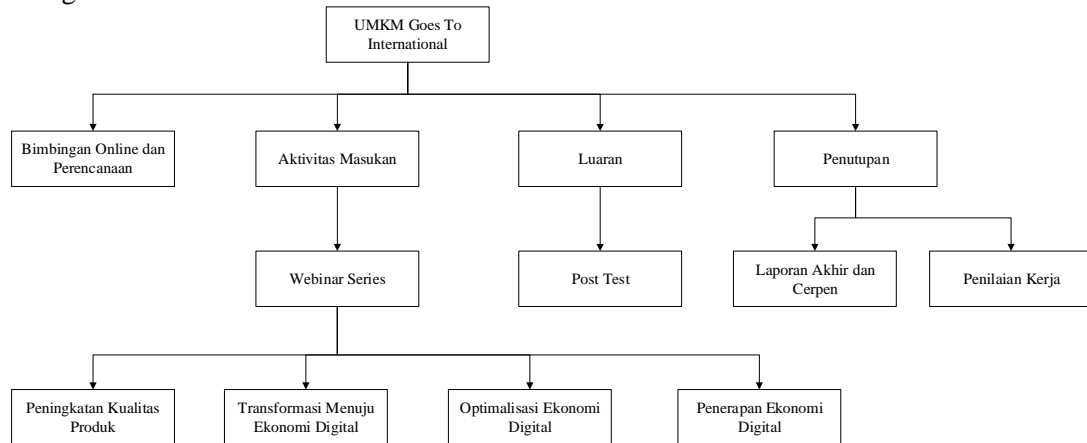 UMKM Goes To
International
Bimbingan Online dan
Perencanaan
Aktivitas Masukan
Luaran
Penutupan
Webinar Series
Post Test
Laporan Akhir dan
Cerpen
Penilaian Kerja
Peningkatan Kualitas
Produk
Transformasi Menuju
Ekonomi Digital
Optimalisasi Ekonomi
Digital
Penerapan Ekonomi
Digital